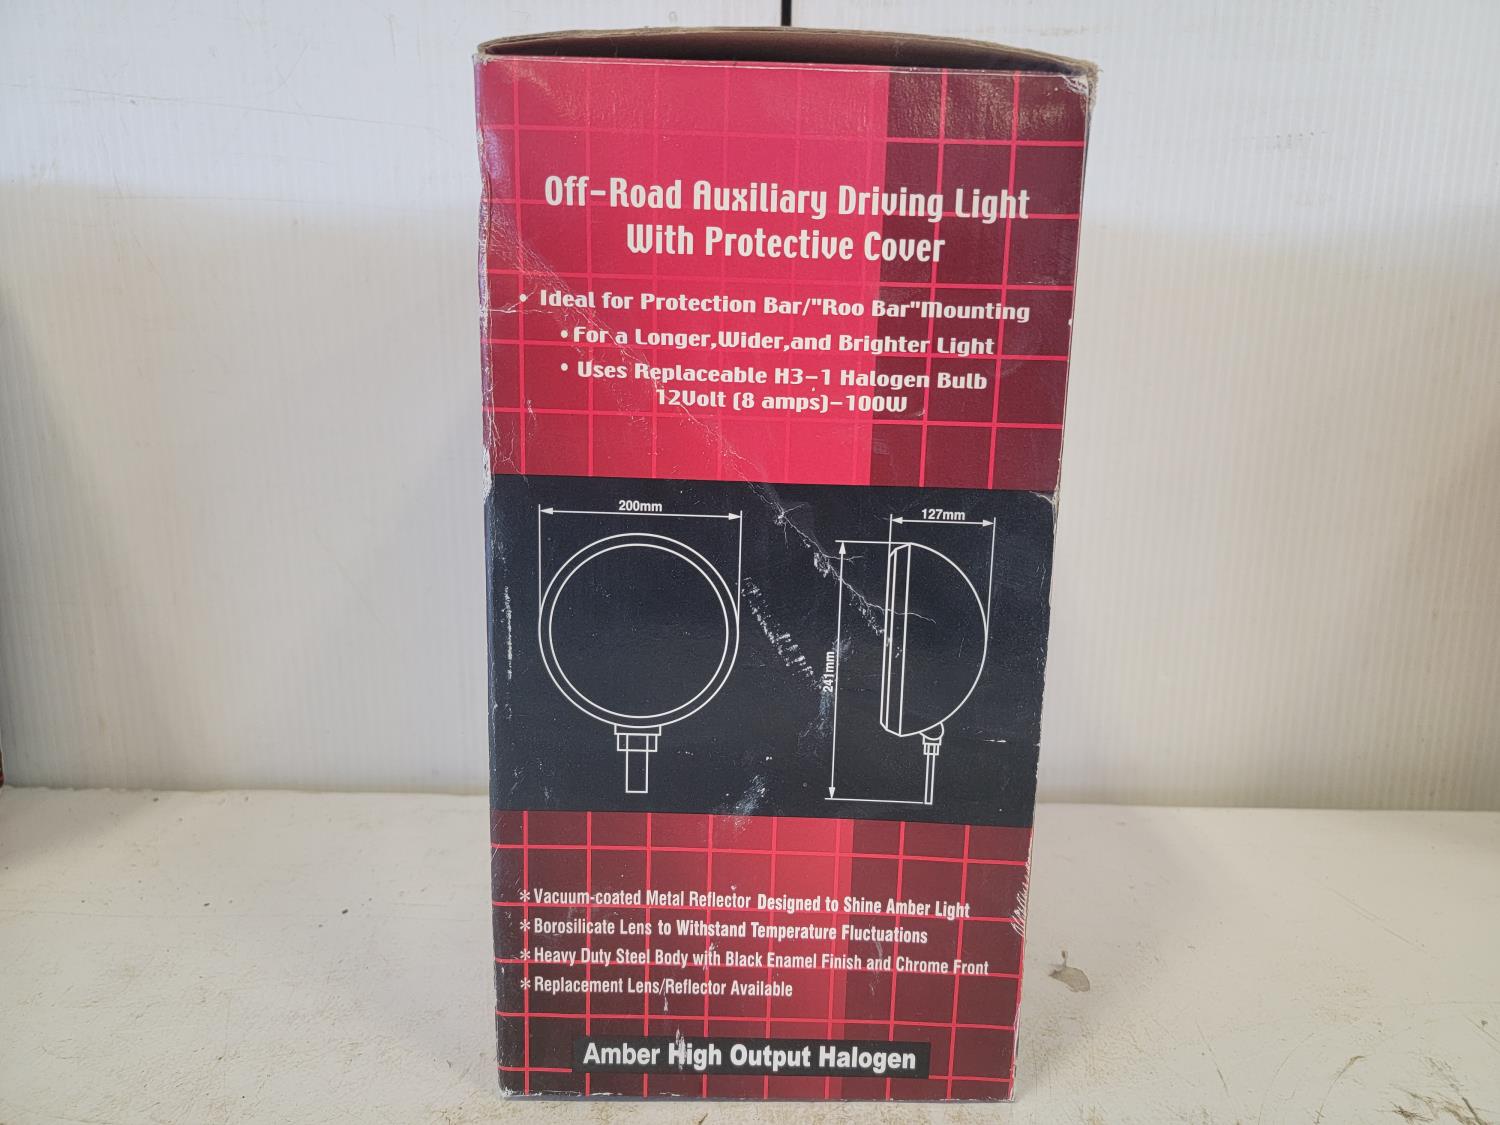 Off-Road Auxiliary Driving Light
With Protective Cover
• Ideal for Protection Bar/"Roo Bar"Mounting
• For a Longer,Wider,and Brighter Light
• Uses Replaceable H3-1 Halogen Bulb
12Volt (8 amps)-100W
200mm
127mm
241mm
* Vacuum-coated Metal Reflector Designed to Shine Amber Light
* Borosilicate Lens to Withstand Temperature Fluctuations
* Heavy Duty Steel Body with Black Enamel Finish and Chrome Front
* Replacement Lens/Reflector Available
Amber High Output Halogen